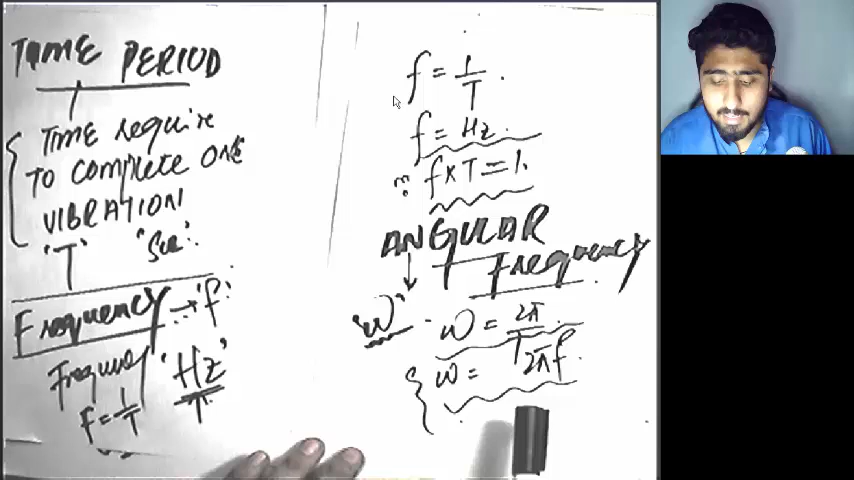 TIME PERIOD
TIME require
TO complete ONE
VIBRATION
'T' 'Sec'
Frequency → 'f'
Frequency 'Hz'
F = 1/T
T
f = 1/T
f = Hz
∵ f×T = 1
ANGULAR
Frequency
'ω' ω = 2π/T
ω = 2πf